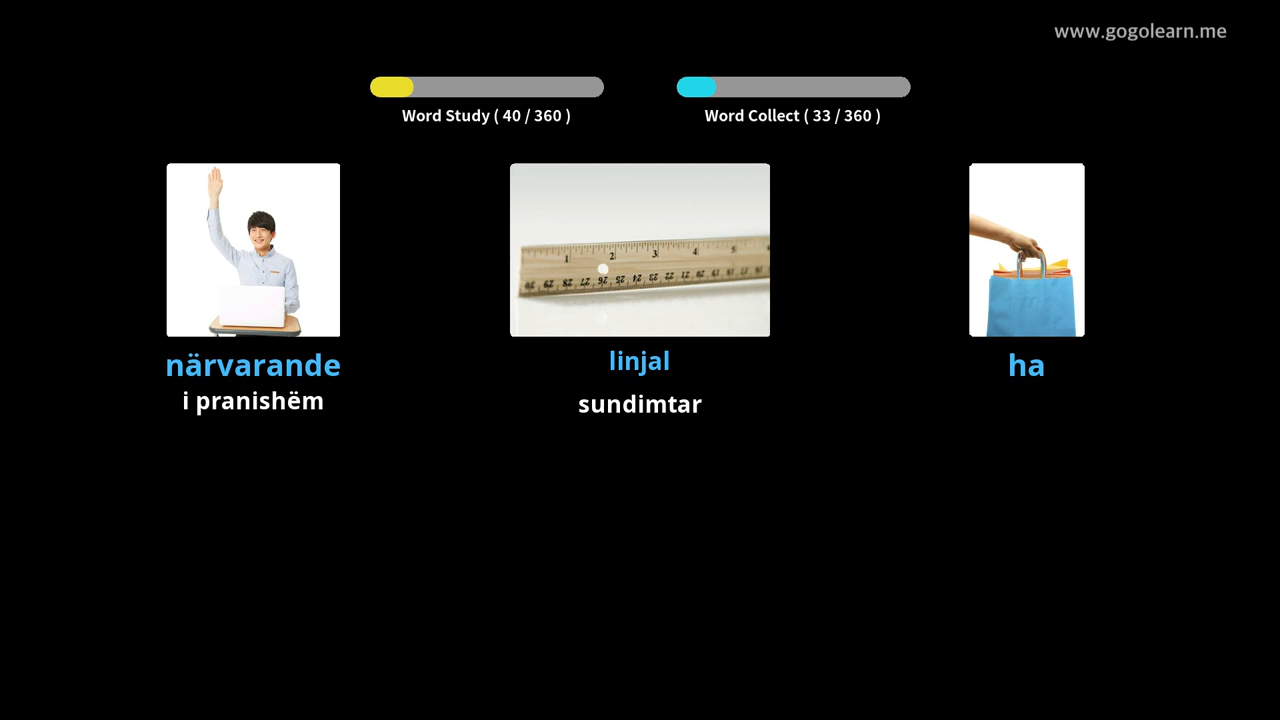 www.gogolearn.me
Word Study ( 40 / 360 )
Word Collect ( 33 / 360 )
närvarande
i pranishëm
linjal
sundimtar
ha